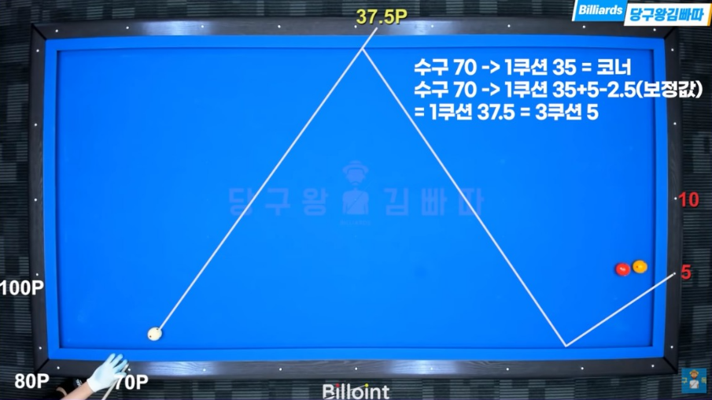 37.5P
Billiards
당구왕김빠따
수구 70 -> 1쿠션 35 = 코너
수구 70 -> 1쿠션 35+5-2.5(보정값)
= 1쿠션 37.5 = 3쿠션 5
당구왕 김빠따
10
5
100P
80P
70P
Billoint